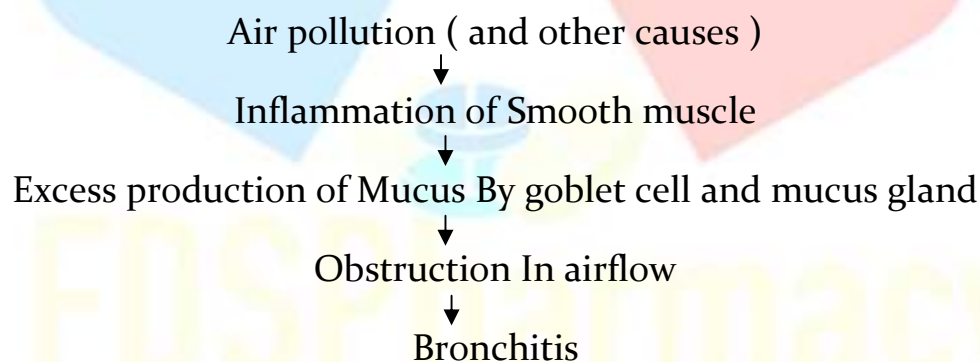 Air pollution ( and other causes )
Inflammation of Smooth muscle
Excess production of Mucus By goblet cell and mucus gland
Obstruction In airflow
Bronchitis
EDSPharmacy